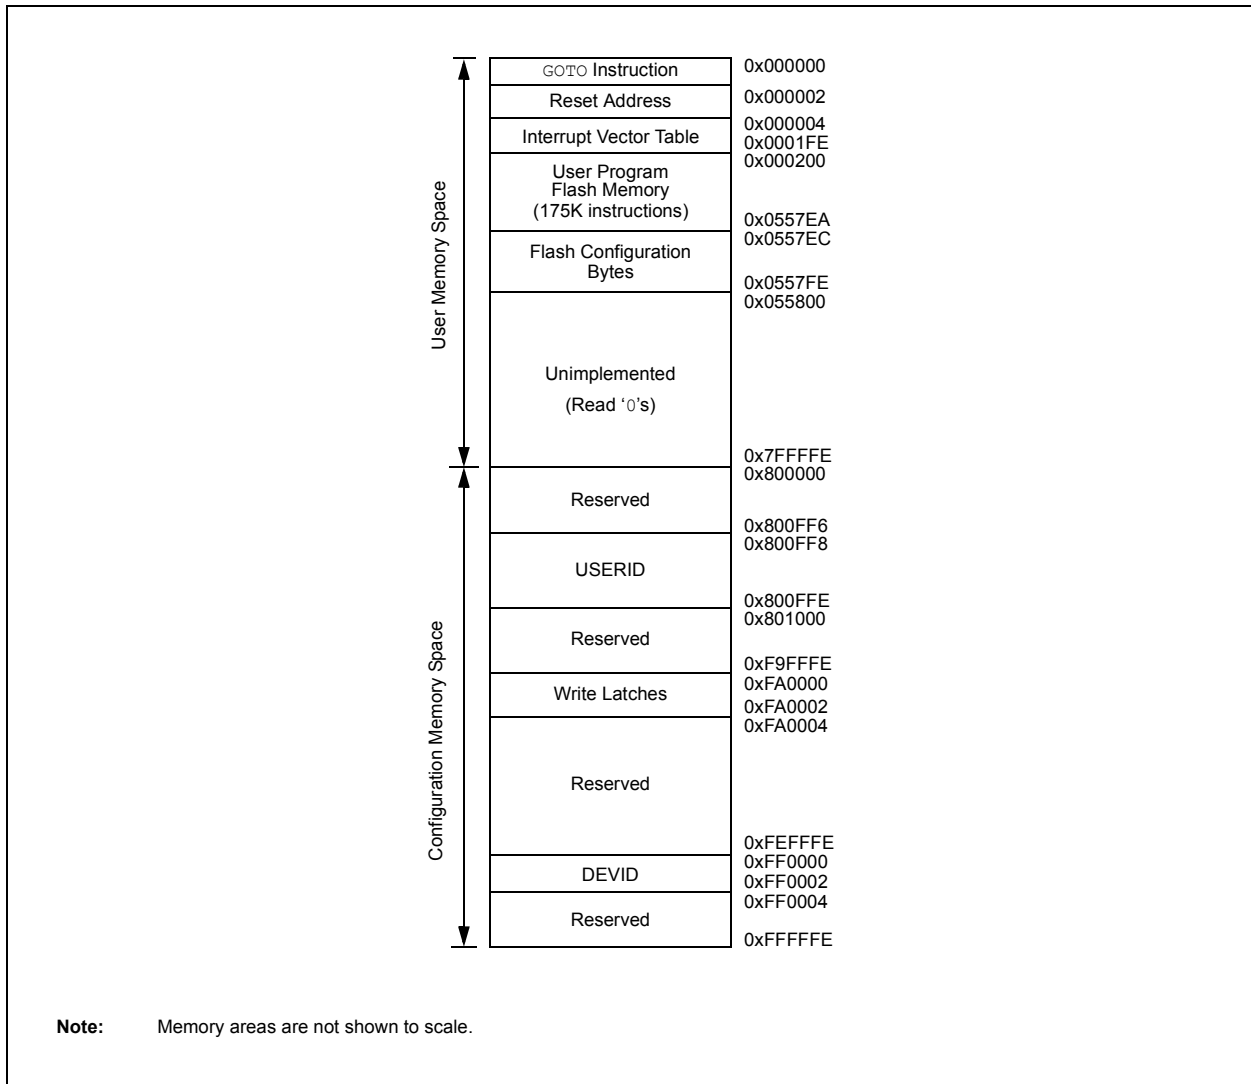 GOTO Instruction
0x000000
Reset Address
0x000002
Interrupt Vector Table
0x000004
0x0001FE
User Program
Flash Memory
(175K instructions)
0x000200
0x0557EA
Flash Configuration
Bytes
0x0557EC
0x0557FE
Unimplemented
(Read ‘0’s)
0x055800
0x7FFFFE
User Memory Space
Reserved
0x800000
0x800FF6
USERID
0x800FF8
0x800FFE
Reserved
0x801000
0xF9FFFE
Write Latches
0xFA0000
0xFA0002
Reserved
0xFA0004
0xFEFFFE
DEVID
0xFF0000
0xFF0002
Reserved
0xFF0004
0xFFFFFE
Configuration Memory Space
Note: Memory areas are not shown to scale.